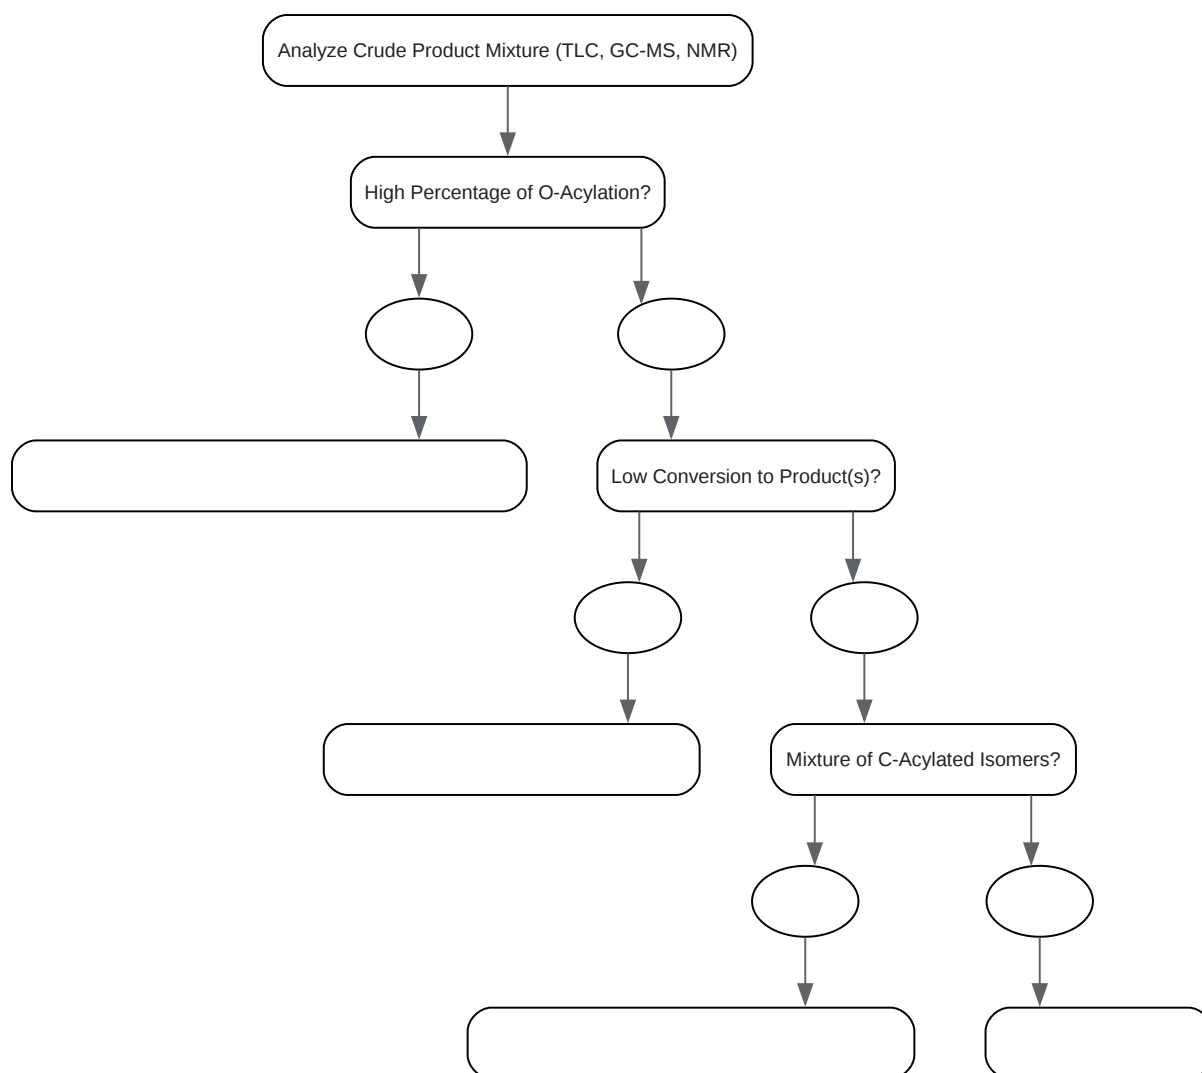 Analyze Crude Product Mixture (TLC, GC-MS, NMR)
High Percentage of O-Acylation?
Low Conversion to Product(s)?
Mixture of C-Acylated Isomers?